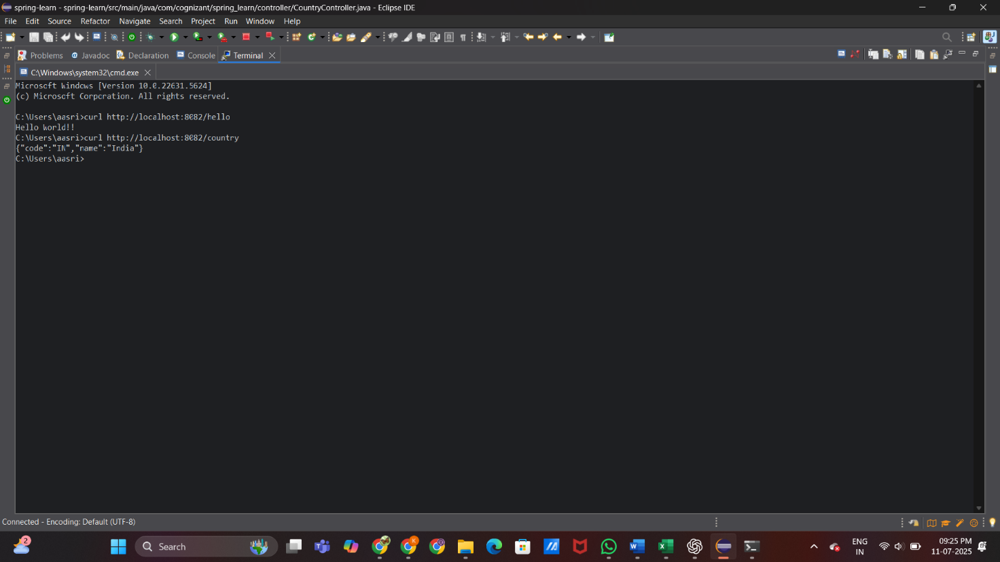 spring-learn - spring-learn/src/main/java/com/cognizant/spring_learn/controller/CountryController.java - Eclipse IDE
File Edit Source Refactor Navigate Search Project Run Window Help
Problems Javadoc Declaration Console Terminal
C:\Windows\system32\cmd.exe
Microsoft Windows [Version 10.0.22631.5624]
(c) Microsoft Corporation. All rights reserved.
C:\Users\aasri>curl http://localhost:8082/hello
Hello World!!
C:\Users\aasri>curl http://localhost:8082/country
{"code":"IN","name":"India"}
C:\Users\aasri>
Connected - Encoding: Default (UTF-8)
2
Search
K
ENG
IN
09:25 PM
11-07-2025